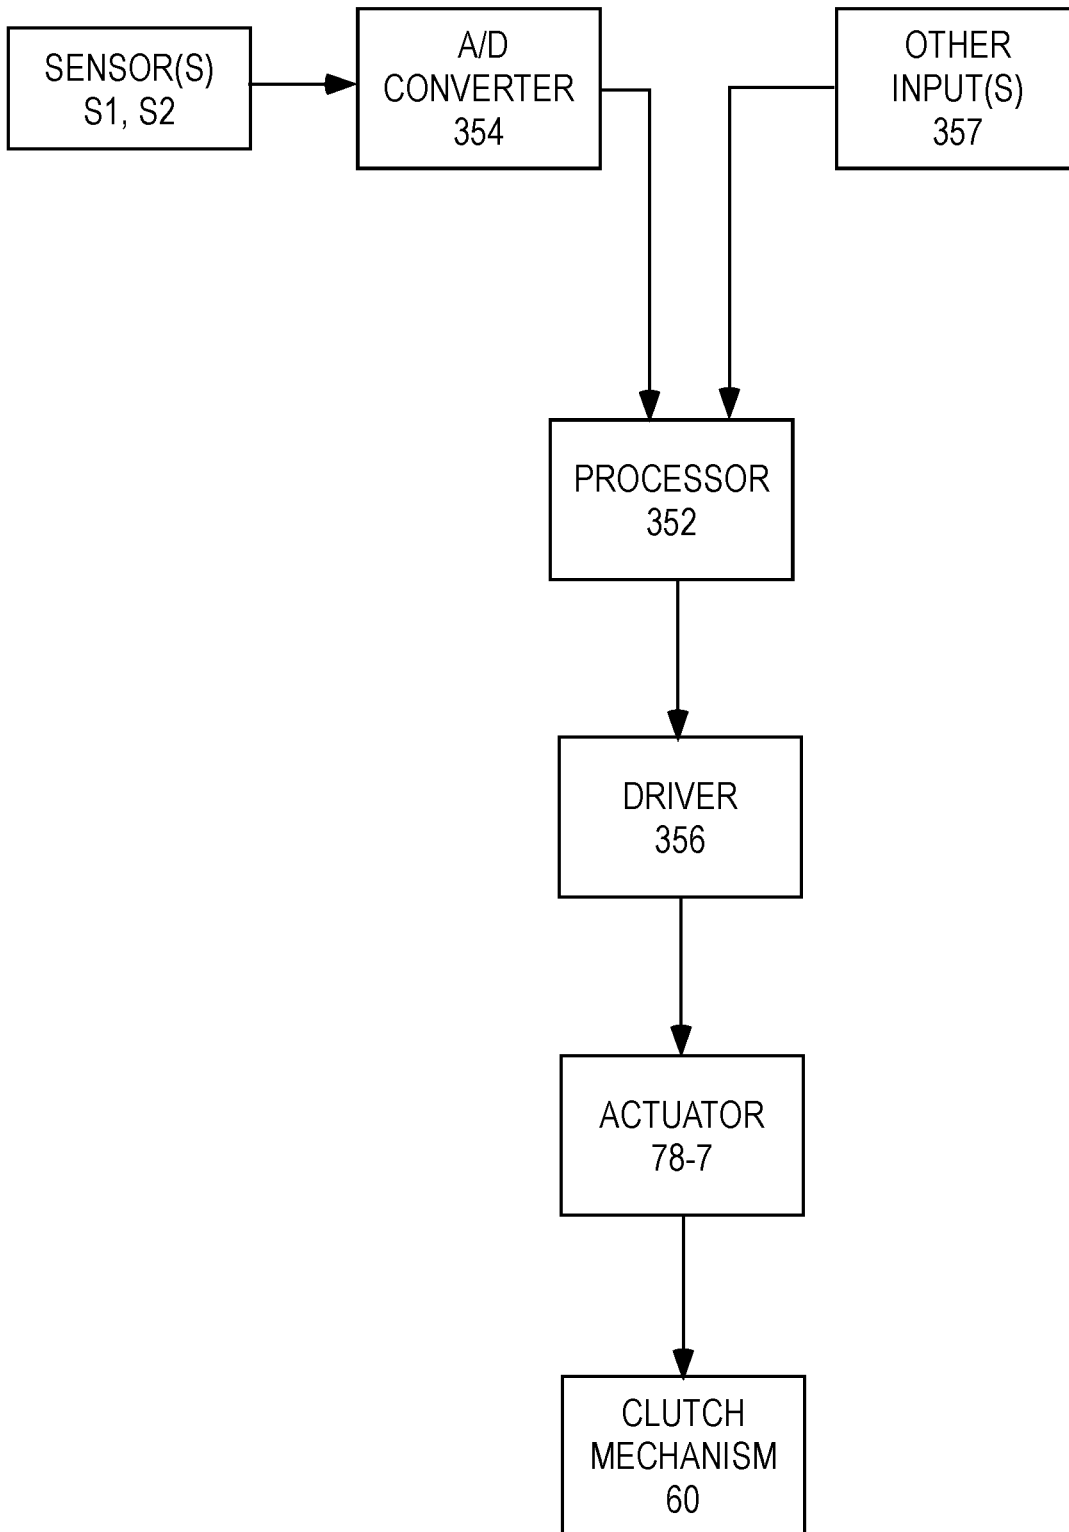 SENSOR(S)
S1, S2
A/D
CONVERTER
354
OTHER
INPUT(S)
357
PROCESSOR
352
DRIVER
356
ACTUATOR
78-7
CLUTCH
MECHANISM
60